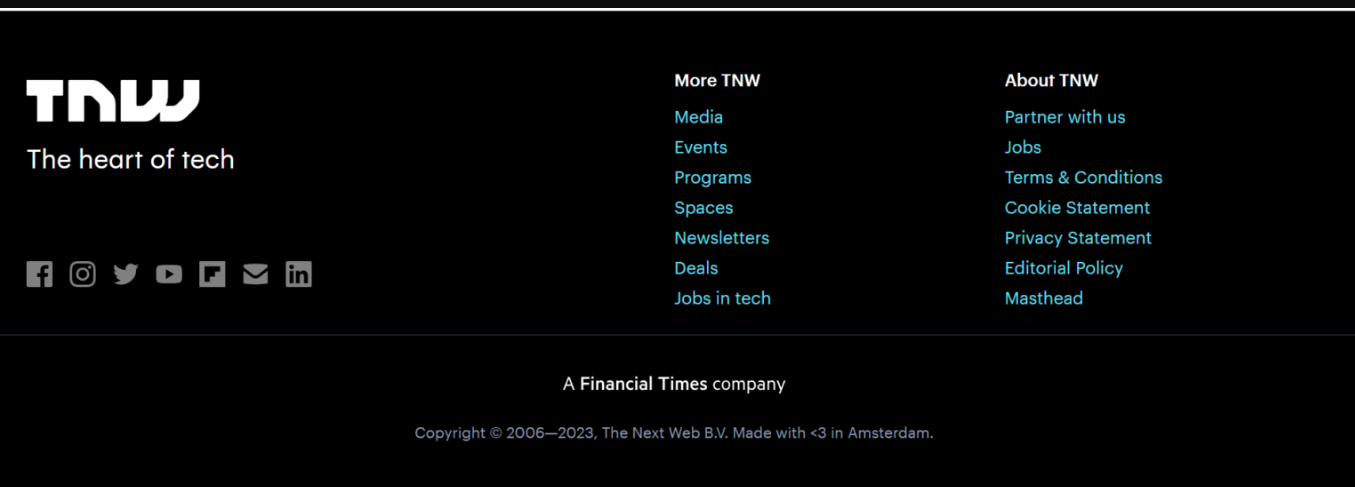 TNW
The heart of tech
More TNW
Media
Events
Programs
Spaces
Newsletters
Deals
Jobs in tech
About TNW
Partner with us
Jobs
Terms & Conditions
Cookie Statement
Privacy Statement
Editorial Policy
Masthead
A Financial Times company
Copyright © 2006—2023, The Next Web B.V. Made with <3 in Amsterdam.